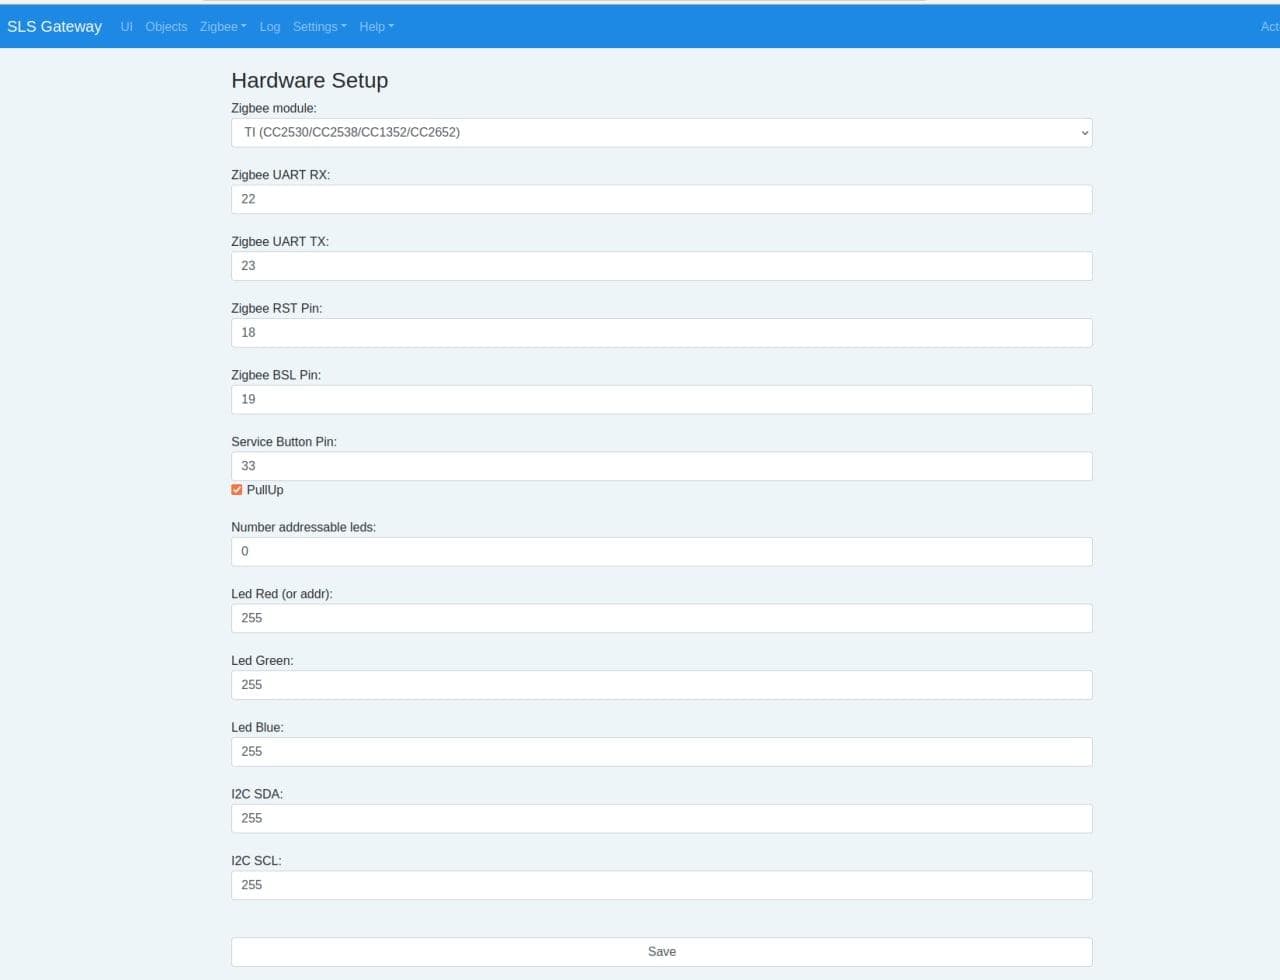 SLS Gateway UI Objects Zigbee Log Settings Help Act
Hardware Setup
Zigbee module:
TI (CC2530/CC2538/CC1352/CC2652)
Zigbee UART RX:
22
Zigbee UART TX:
23
Zigbee RST Pin:
18
Zigbee BSL Pin:
19
Service Button Pin:
33
PullUp
Number addressable leds:
0
Led Red (or addr):
255
Led Green:
255
Led Blue:
255
I2C SDA:
255
I2C SCL:
255
Save